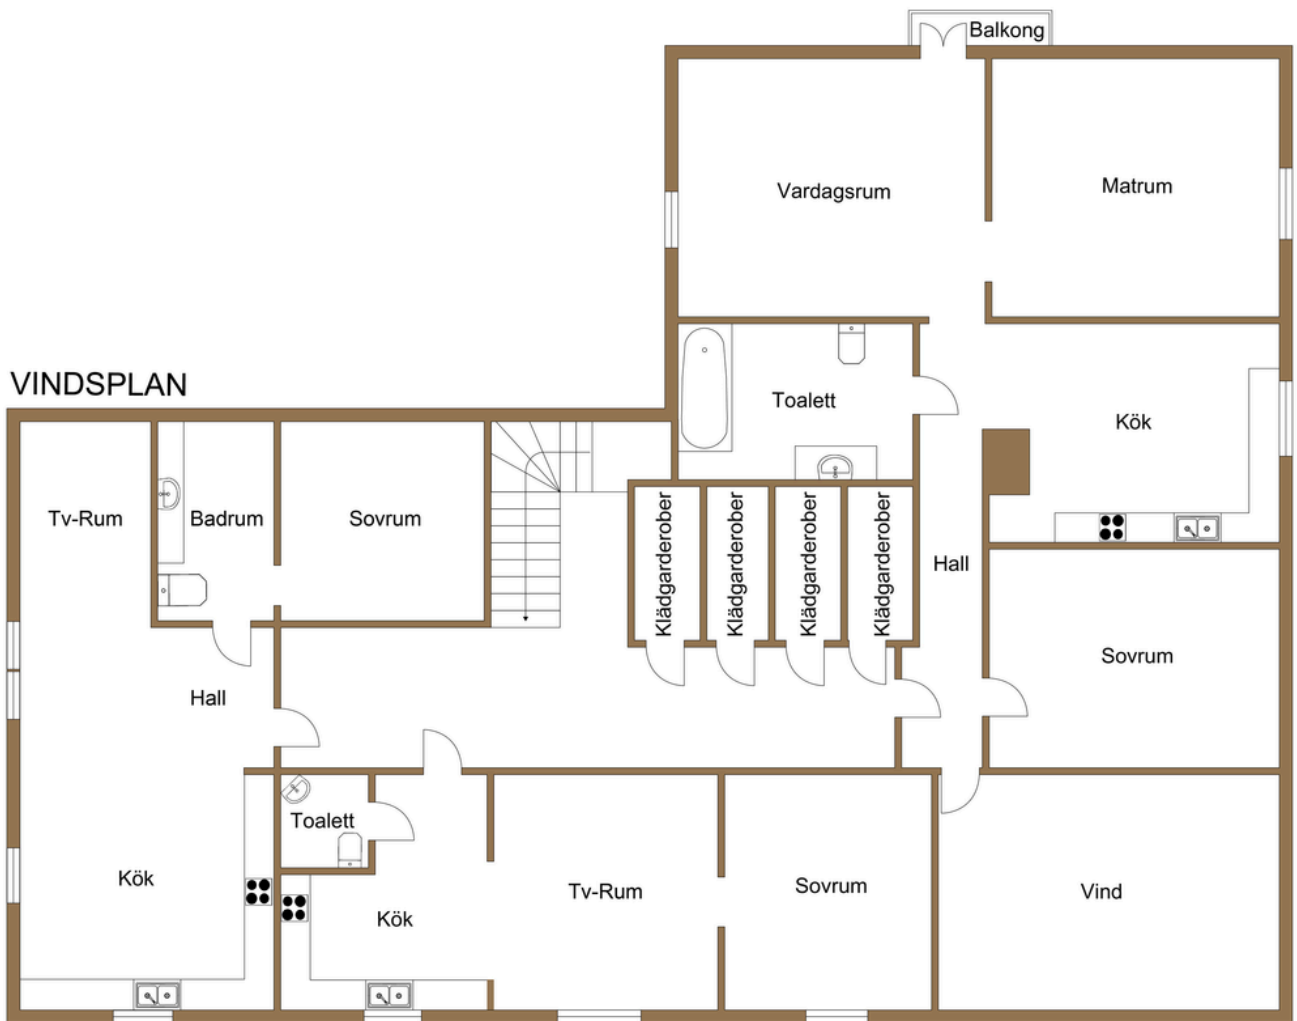 Balkong
Vardagsrum
Matrum
VINDSPLAN
Toalett
Kök
Tv-Rum
Badrum
Sovrum
Klädgarderober
Klädgarderober
Klädgarderober
Klädgarderober
Hall
Sovrum
Hall
Toalett
Kök
Kök
Tv-Rum
Sovrum
Vind